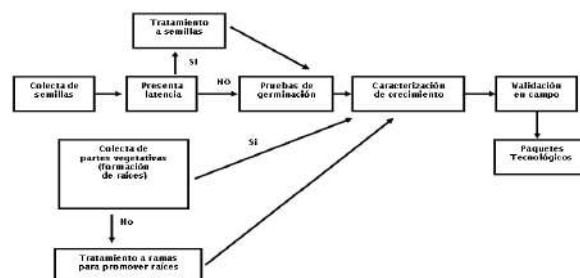 Tratamiento
a semillas
Si
NO
Colecta de
semillas
Presenta
latencia
Pruebas de
germinación
Caracterización
de crecimiento
Validación
en campo
Colecta de
partes vegetativas
(formación
de raíces)
Si
Paquetes
Tecnológicos
No
Tratamiento a ramas
para promover raíces